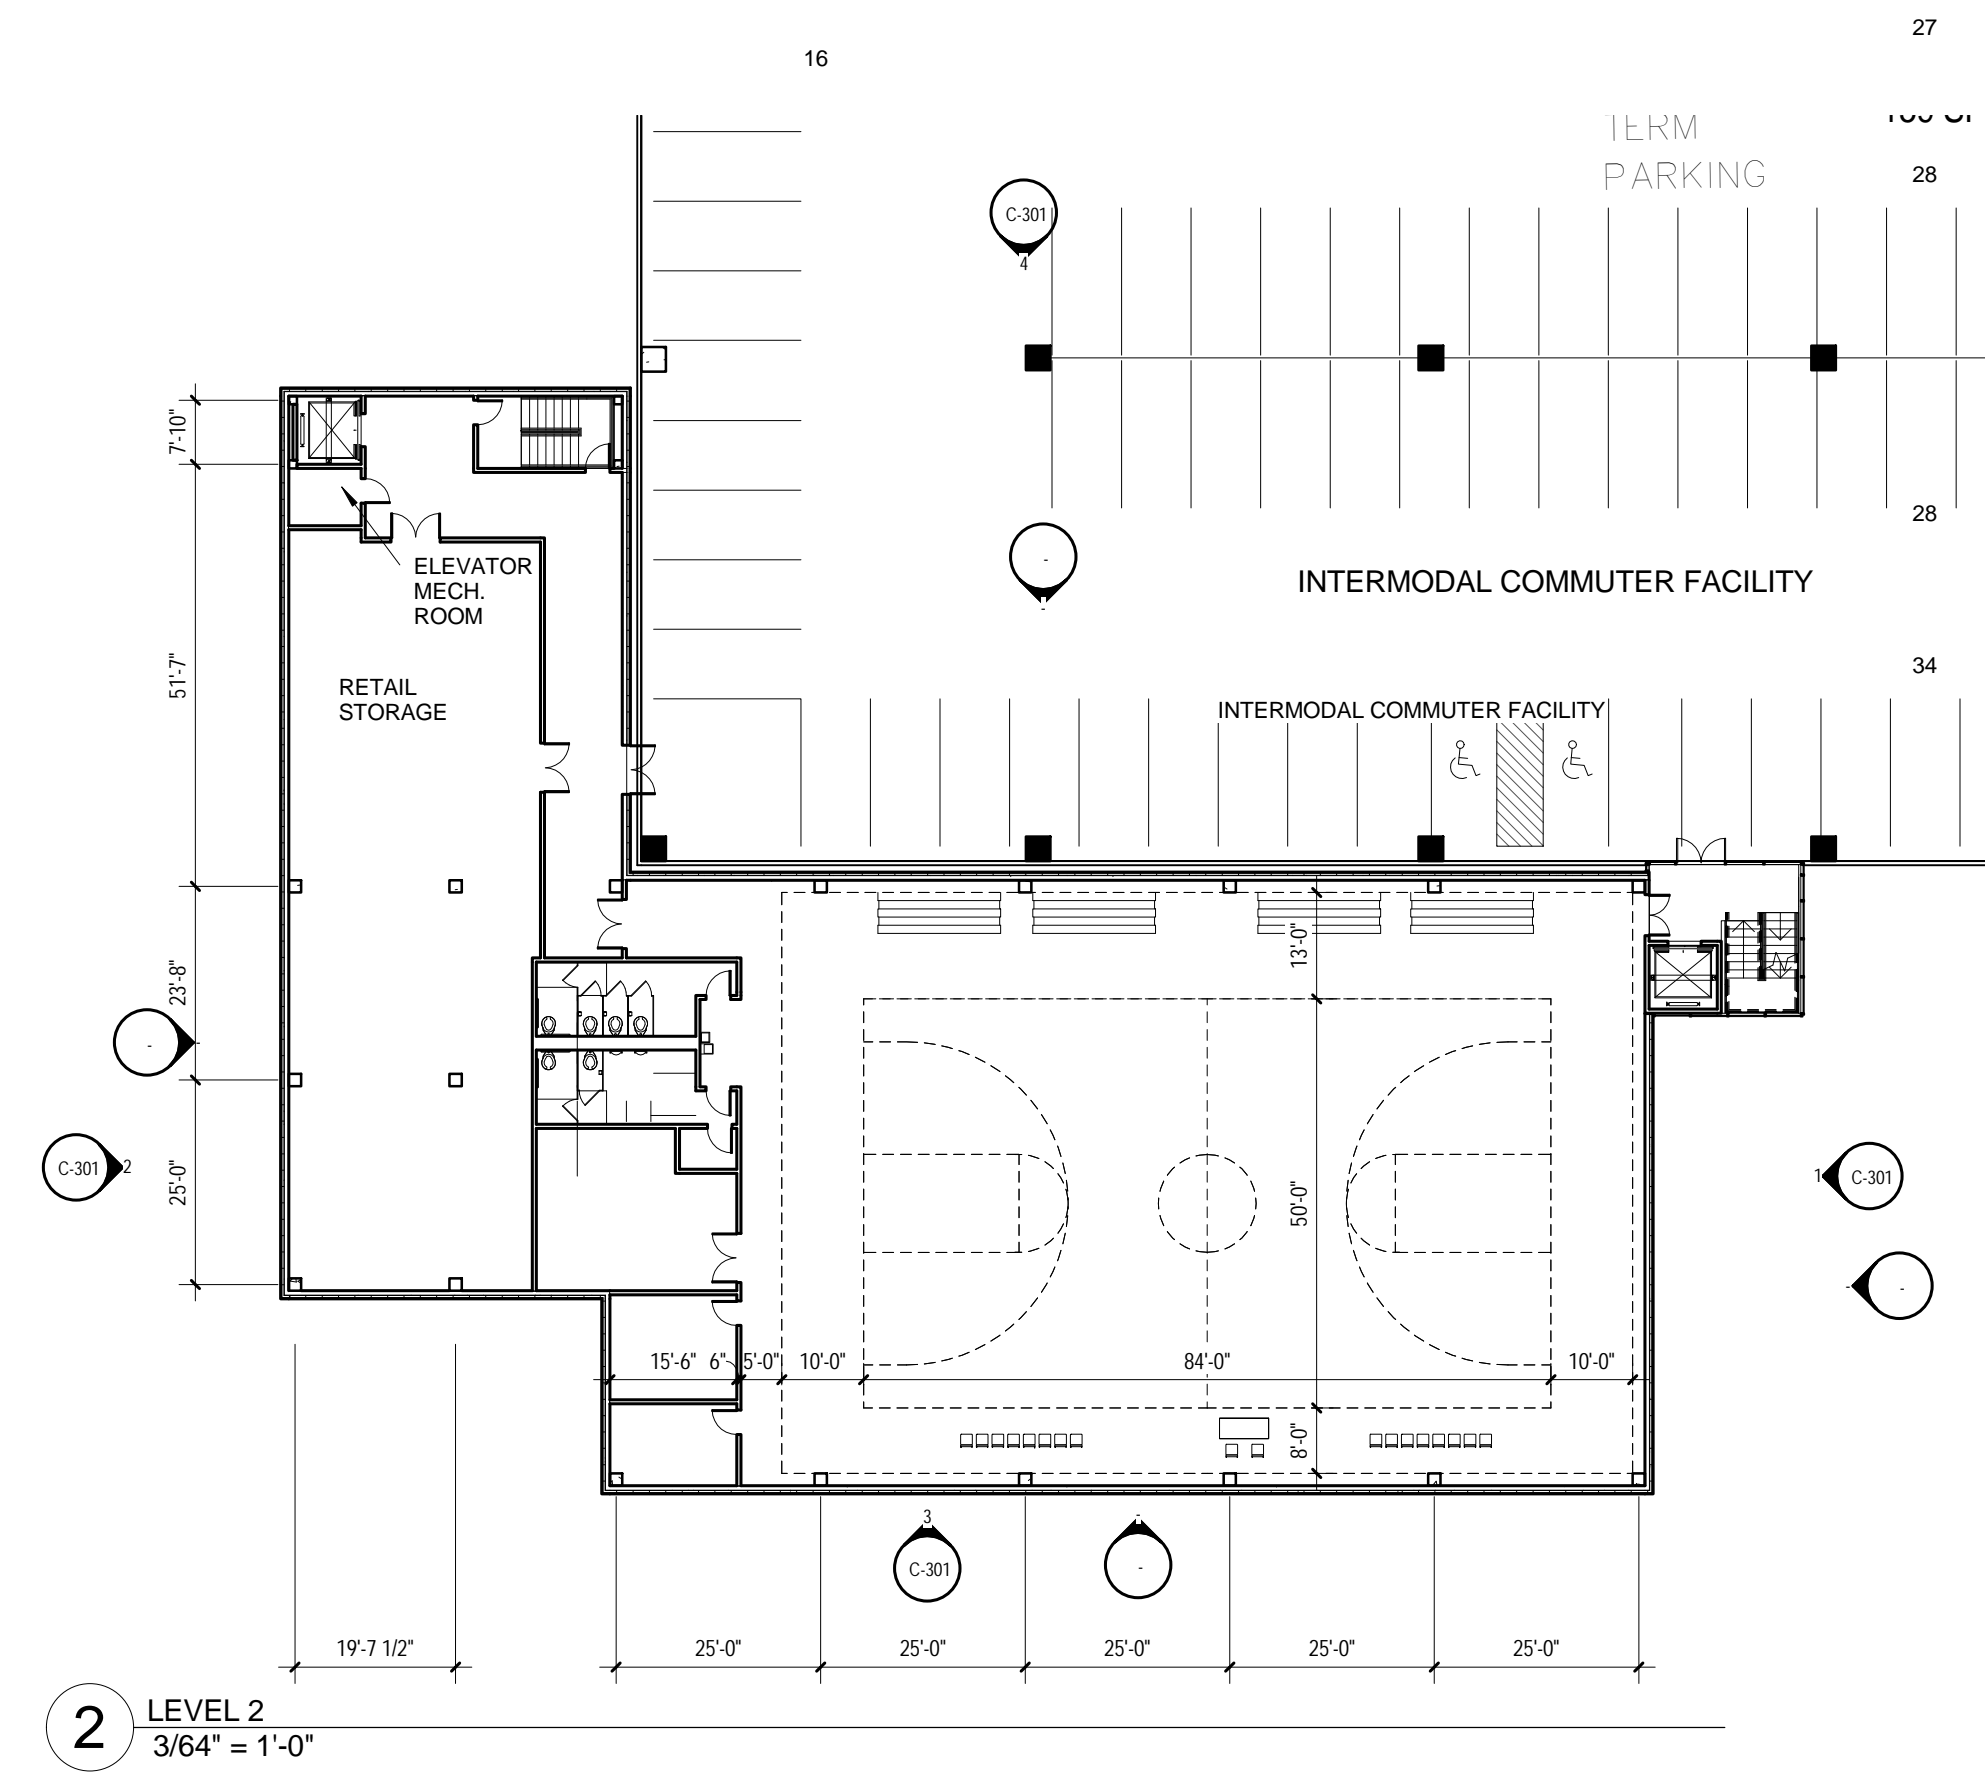 27
16
TERM
PARKING
28
C-301
4
7'-10"
28
-
-
ELEVATOR
MECH.
ROOM
INTERMODAL COMMUTER FACILITY
51'-7"
RETAIL
STORAGE
34
INTERMODAL COMMUTER FACILITY
13'-0"
23'-8"
-
-
C-301
2
25'-0"
50'-0"
1
C-301
-
-
15'-6"
6"
5'-0"
10'-0"
84'-0"
10'-0"
8'-0"
3
C-301
-
-
19'-7 1/2"
25'-0"
25'-0"
25'-0"
25'-0"
25'-0"
2
LEVEL 2
3/64" = 1'-0"